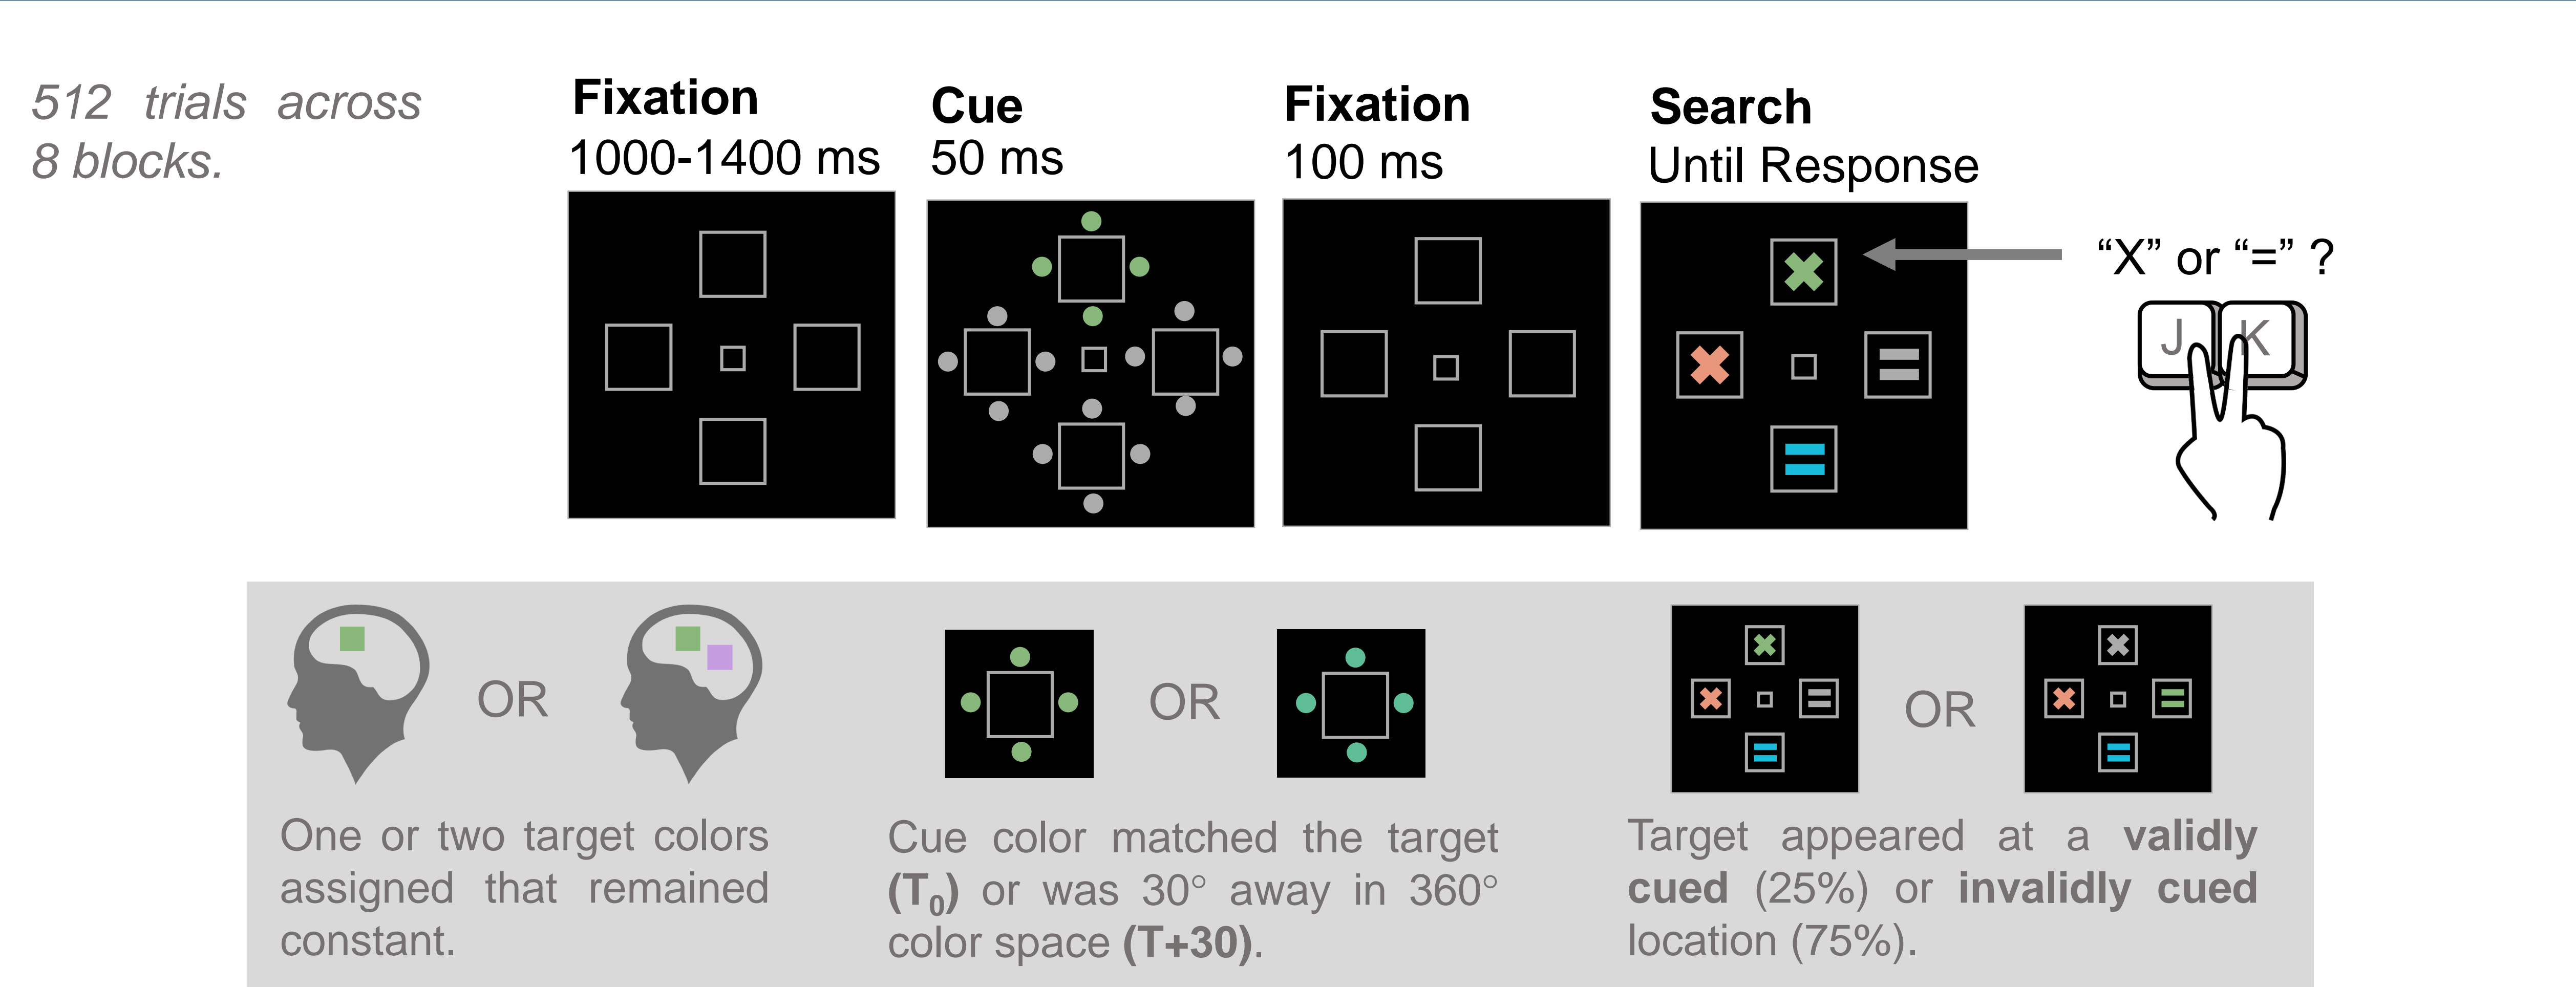 512 trials across
8 blocks.
Fixation
1000-1400 ms
Cue
50 ms
Fixation
100 ms
Search
Until Response
“X” or “=” ?
J K
OR
One or two target colors
assigned that remained
constant.
OR
Cue color matched the target
(T₀) or was 30° away in 360°
color space (T+30).
OR
Target appeared at a validly
cued (25%) or invalidly cued
location (75%).